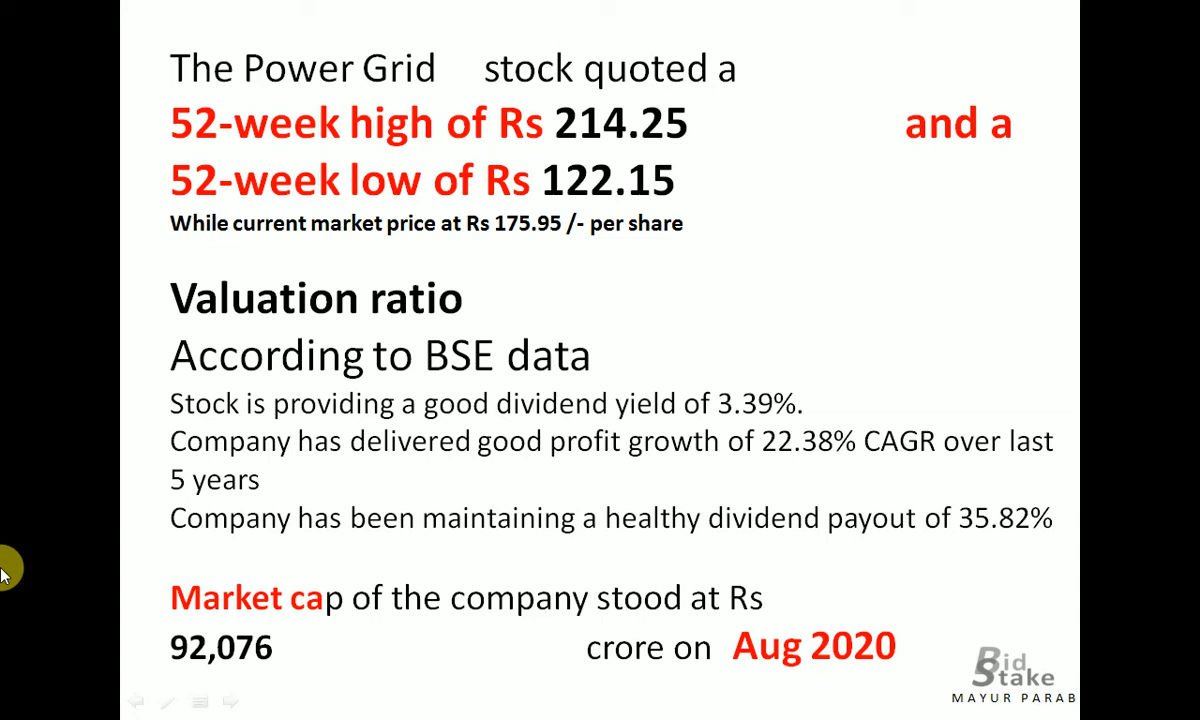 The Power Grid stock quoted a
52-week high of Rs 214.25 and a
52-week low of Rs 122.15
While current market price at Rs 175.95 /- per share
Valuation ratio
According to BSE data
Stock is providing a good dividend yield of 3.39%.
Company has delivered good profit growth of 22.38% CAGR over last
5 years
Company has been maintaining a healthy dividend payout of 35.82%
Market cap of the company stood at Rs
92,076 crore on Aug 2020
Bid
Stake
MAYUR PARAB